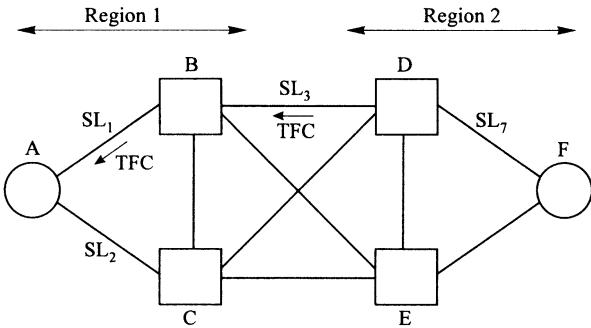 Region 1
Region 2
B
D
SL3
SL1
TFC
SL7
A
TFC
F
SL2
C
E